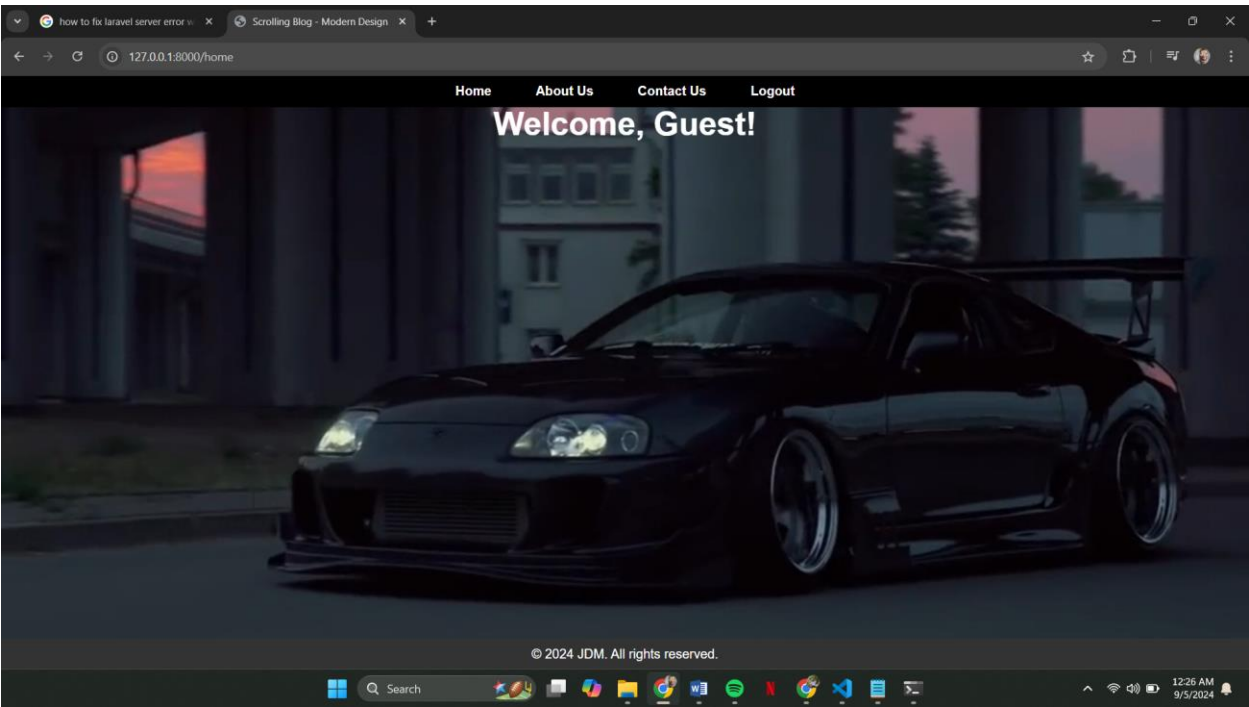 how to fix laravel server error w
Scrolling Blog - Modern Design
127.0.0.1:8000/home
Home About Us Contact Us Logout
Welcome, Guest!
© 2024 JDM. All rights reserved.
Search
12:26 AM
9/5/2024